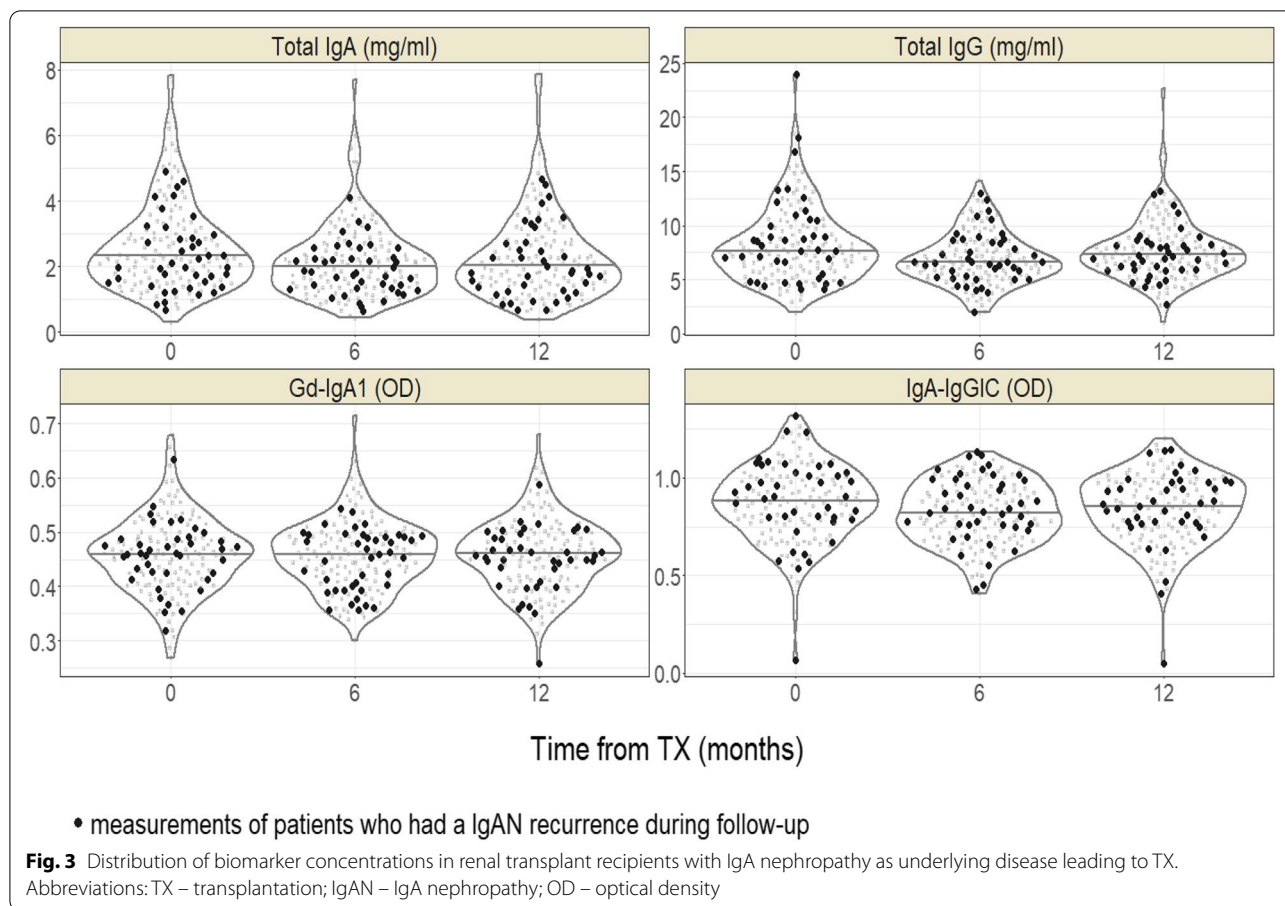 Total IgA (mg/ml)
8
6
4
2
0
0 6 12
Total IgG (mg/ml)
25
20
15
10
5
0
0 6 12
Gd-IgA1 (OD)
0.7
0.6
0.5
0.4
0.3
0 6 12
IgA-IgGIC (OD)
1.0
0.5
0.0
0 6 12
Time from TX (months)
• measurements of patients who had a IgAN recurrence during follow-up
Fig. 3 Distribution of biomarker concentrations in renal transplant recipients with IgA nephropathy as underlying disease leading to TX.
Abbreviations: TX – transplantation; IgAN – IgA nephropathy; OD – optical density